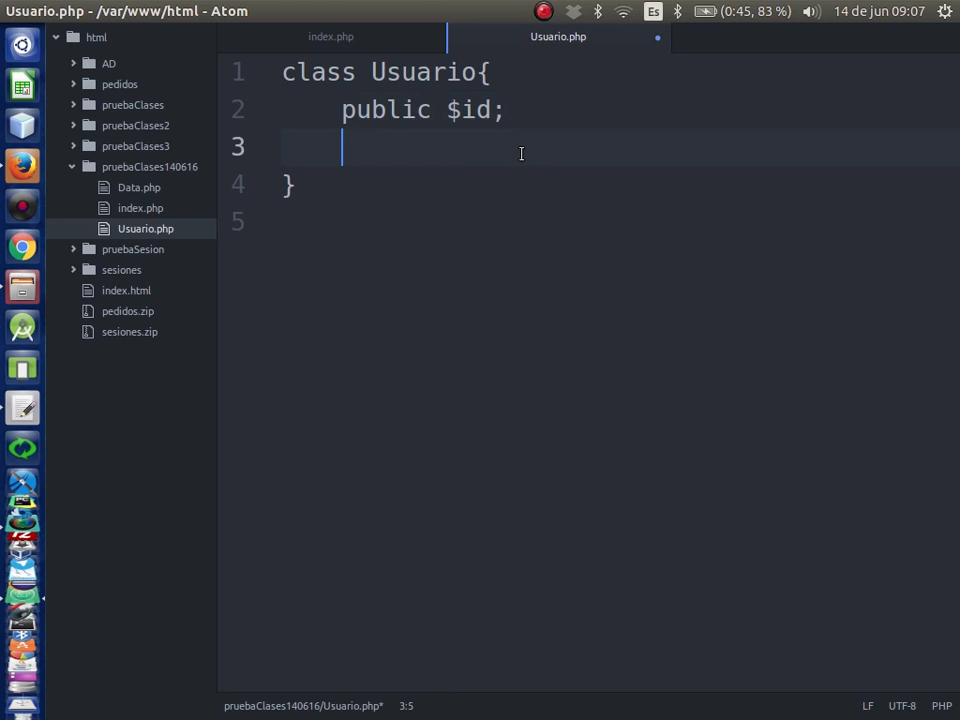 Usuario.php - /var/www/html - Atom
Es
(0:45, 83 %)
14 de jun 09:07
html
AD
pedidos
pruebaClases
pruebaClases2
pruebaClases3
pruebaClases140616
Data.php
index.php
Usuario.php
pruebaSesion
sesiones
index.html
pedidos.zip
sesiones.zip
index.php
Usuario.php
1 class Usuario{
2 public $id;
3
4 }
5
pruebaClases140616/Usuario.php* 3:5
LF UTF-8 PHP